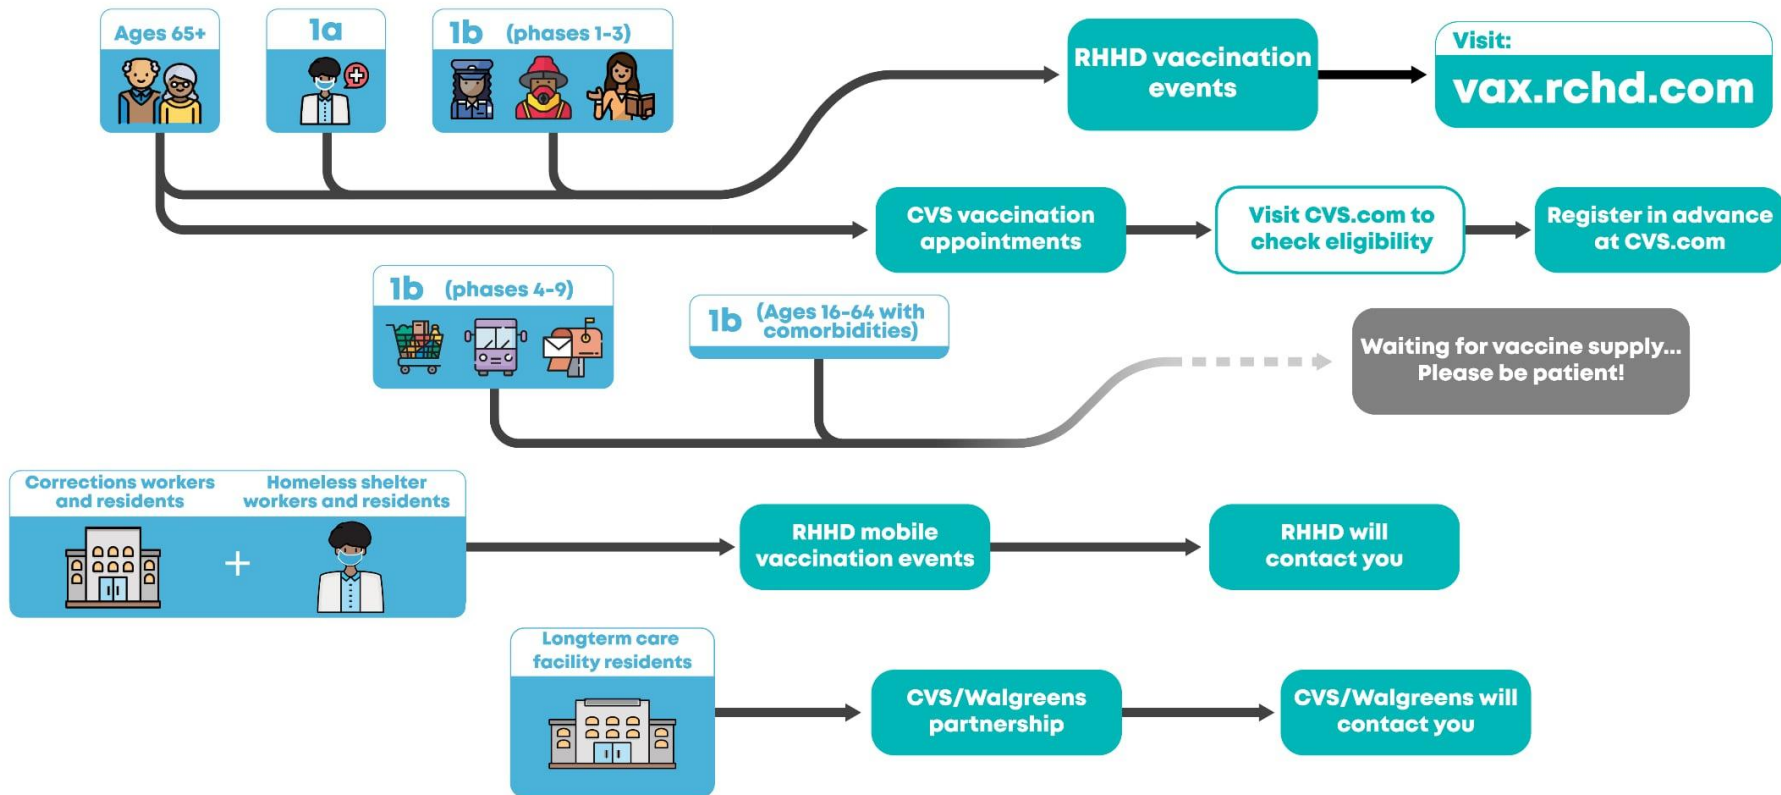 Ages 65+
1a
1b (phases 1-3)
RHHD vaccination
events
Visit:
vax.rchd.com
CVS vaccination
appointments
Visit CVS.com to
check eligibility
Register in advance
at CVS.com
1b (phases 4-9)
1b (Ages 16-64 with
comorbidities)
Waiting for vaccine supply...
Please be patient!
Corrections workers
and residents
+
Homeless shelter
workers and residents
RHHD mobile
vaccination events
RHHD will
contact you
Longterm care
facility residents
CVS/Walgreens
partnership
CVS/Walgreens will
contact you